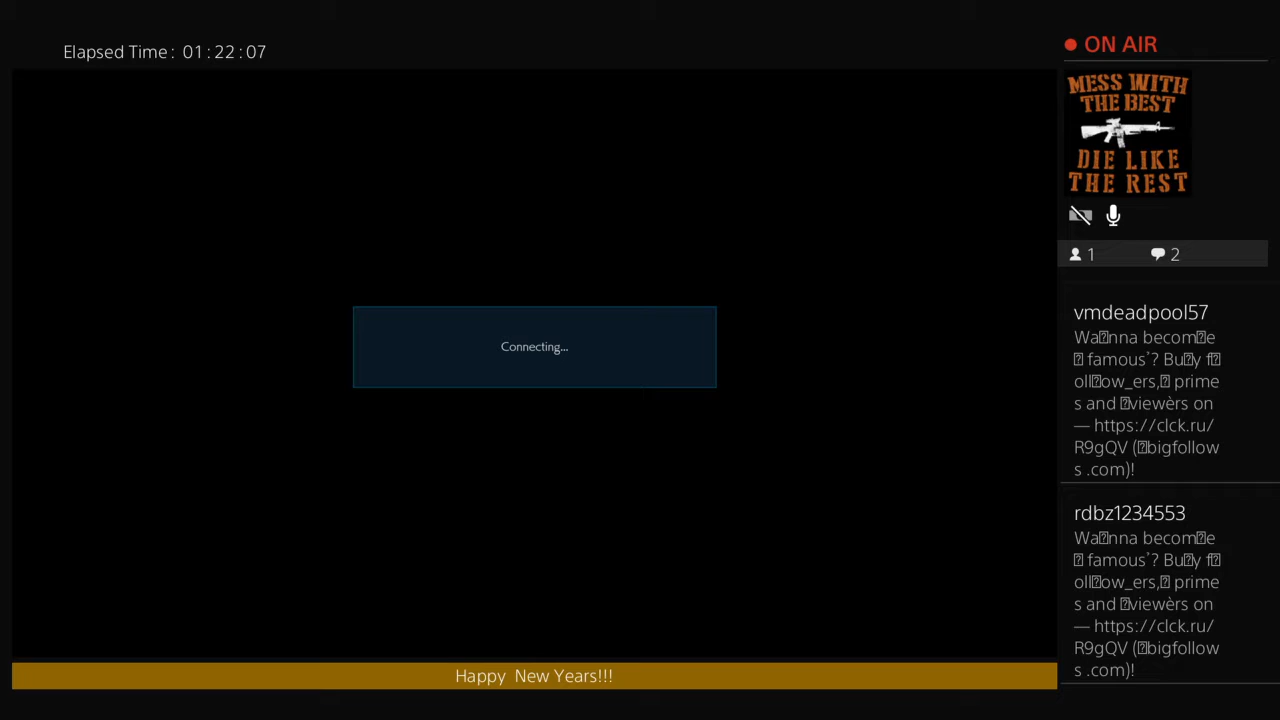 Elapsed Time: 01:22:07
ON AIR
MESS WITH
THE BEST
DIE LIKE
THE REST
1
2
Connecting...
vmdeadpool57
Wa�nna becom�e
� famous’? Bu�y f�
oll�ow_ers,� prime
s and �viewèrs on
— https://clck.ru/
R9gQV (�bigfollow
s .com)!
rdbz1234553
Wa�nna becom�e
� famous’? Bu�y f�
oll�ow_ers,� prime
s and �viewèrs on
— https://clck.ru/
R9gQV (�bigfollow
s .com)!
Happy New Years!!!